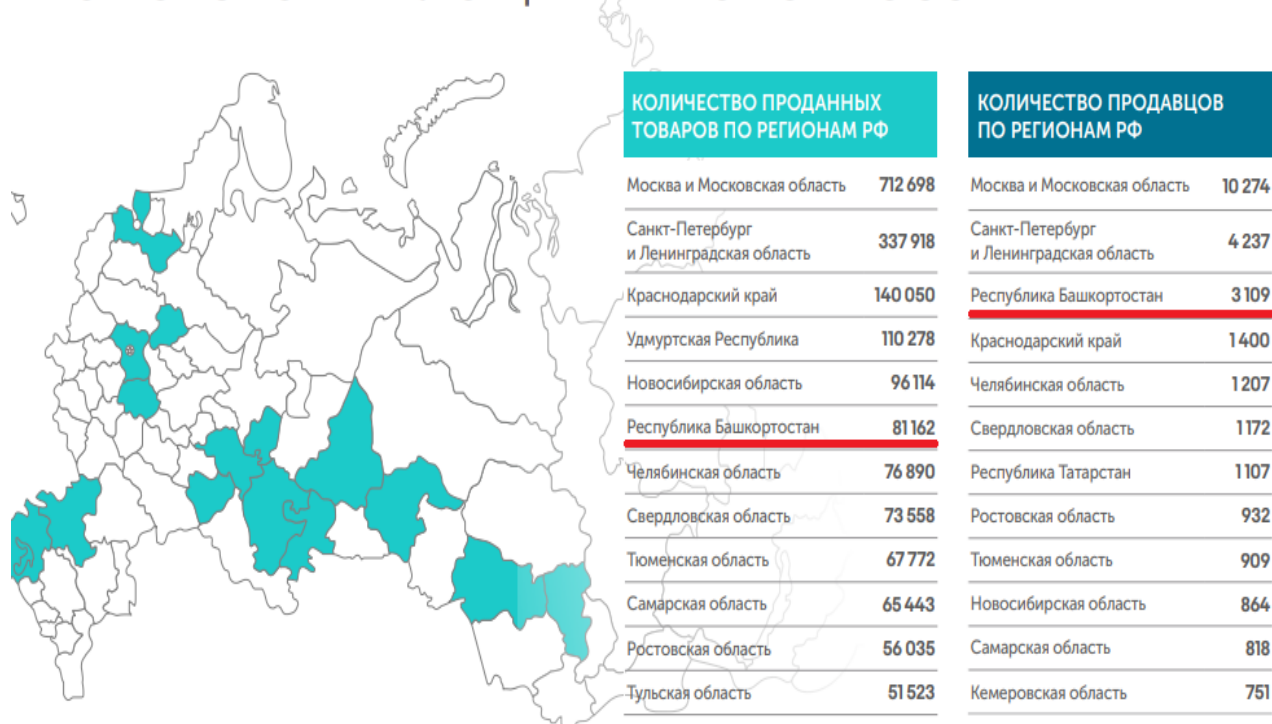 КОЛИЧЕСТВО ПРОДАННЫХ
ТОВАРОВ ПО РЕГИОНАМ РФ
Москва и Московская область 712 698
Санкт-Петербург
и Ленинградская область 337 918
Краснодарский край 140 050
Удмуртская Республика 110 278
Новосибирская область 96 114
Республика Башкортостан 81 162
Челябинская область 76 890
Свердловская область 73 558
Тюменская область 67 772
Самарская область 65 443
Ростовская область 56 035
Тульская область 51 523
КОЛИЧЕСТВО ПРОДАВЦОВ
ПО РЕГИОНАМ РФ
Москва и Московская область 10 274
Санкт-Петербург
и Ленинградская область 4 237
Республика Башкортостан 3 109
Краснодарский край 1 400
Челябинская область 1 207
Свердловская область 1 172
Республика Татарстан 1 107
Ростовская область 932
Тюменская область 909
Новосибирская область 864
Самарская область 818
Кемеровская область 751